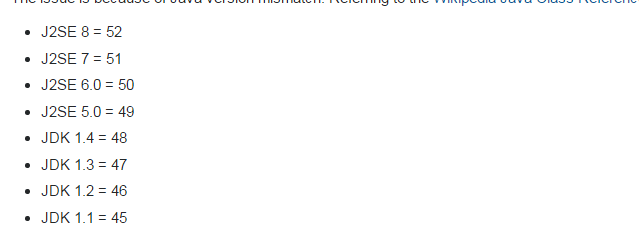 The issue is because of Java version mismatch. Referring to the Wikipedia Java Class Referenc
J2SE 8 = 52
J2SE 7 = 51
J2SE 6.0 = 50
J2SE 5.0 = 49
JDK 1.4 = 48
JDK 1.3 = 47
JDK 1.2 = 46
JDK 1.1 = 45